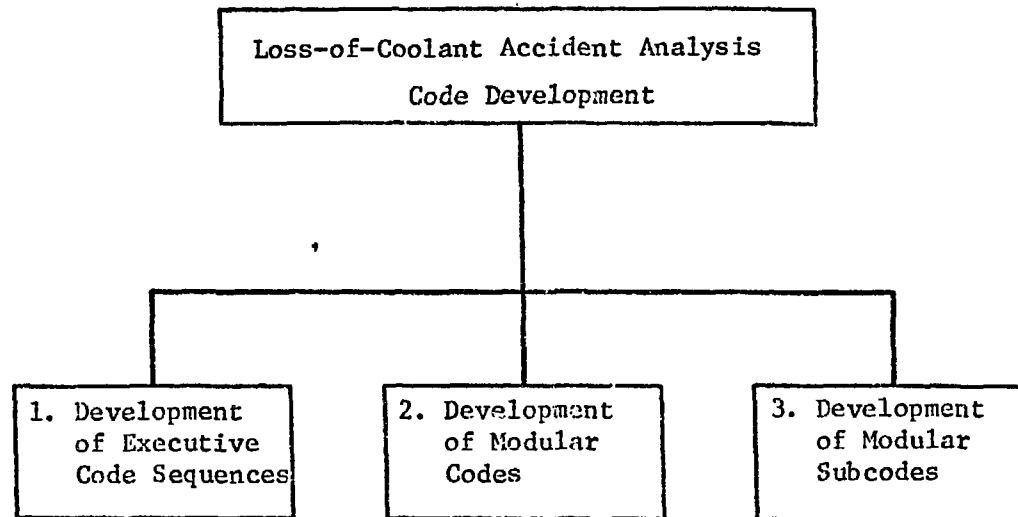 Loss-of-Coolant Accident Analysis
Code Development
1. Development
of Executive
Code Sequences
2. Development
of Modular
Codes
3. Development
of Modular
Subcodes